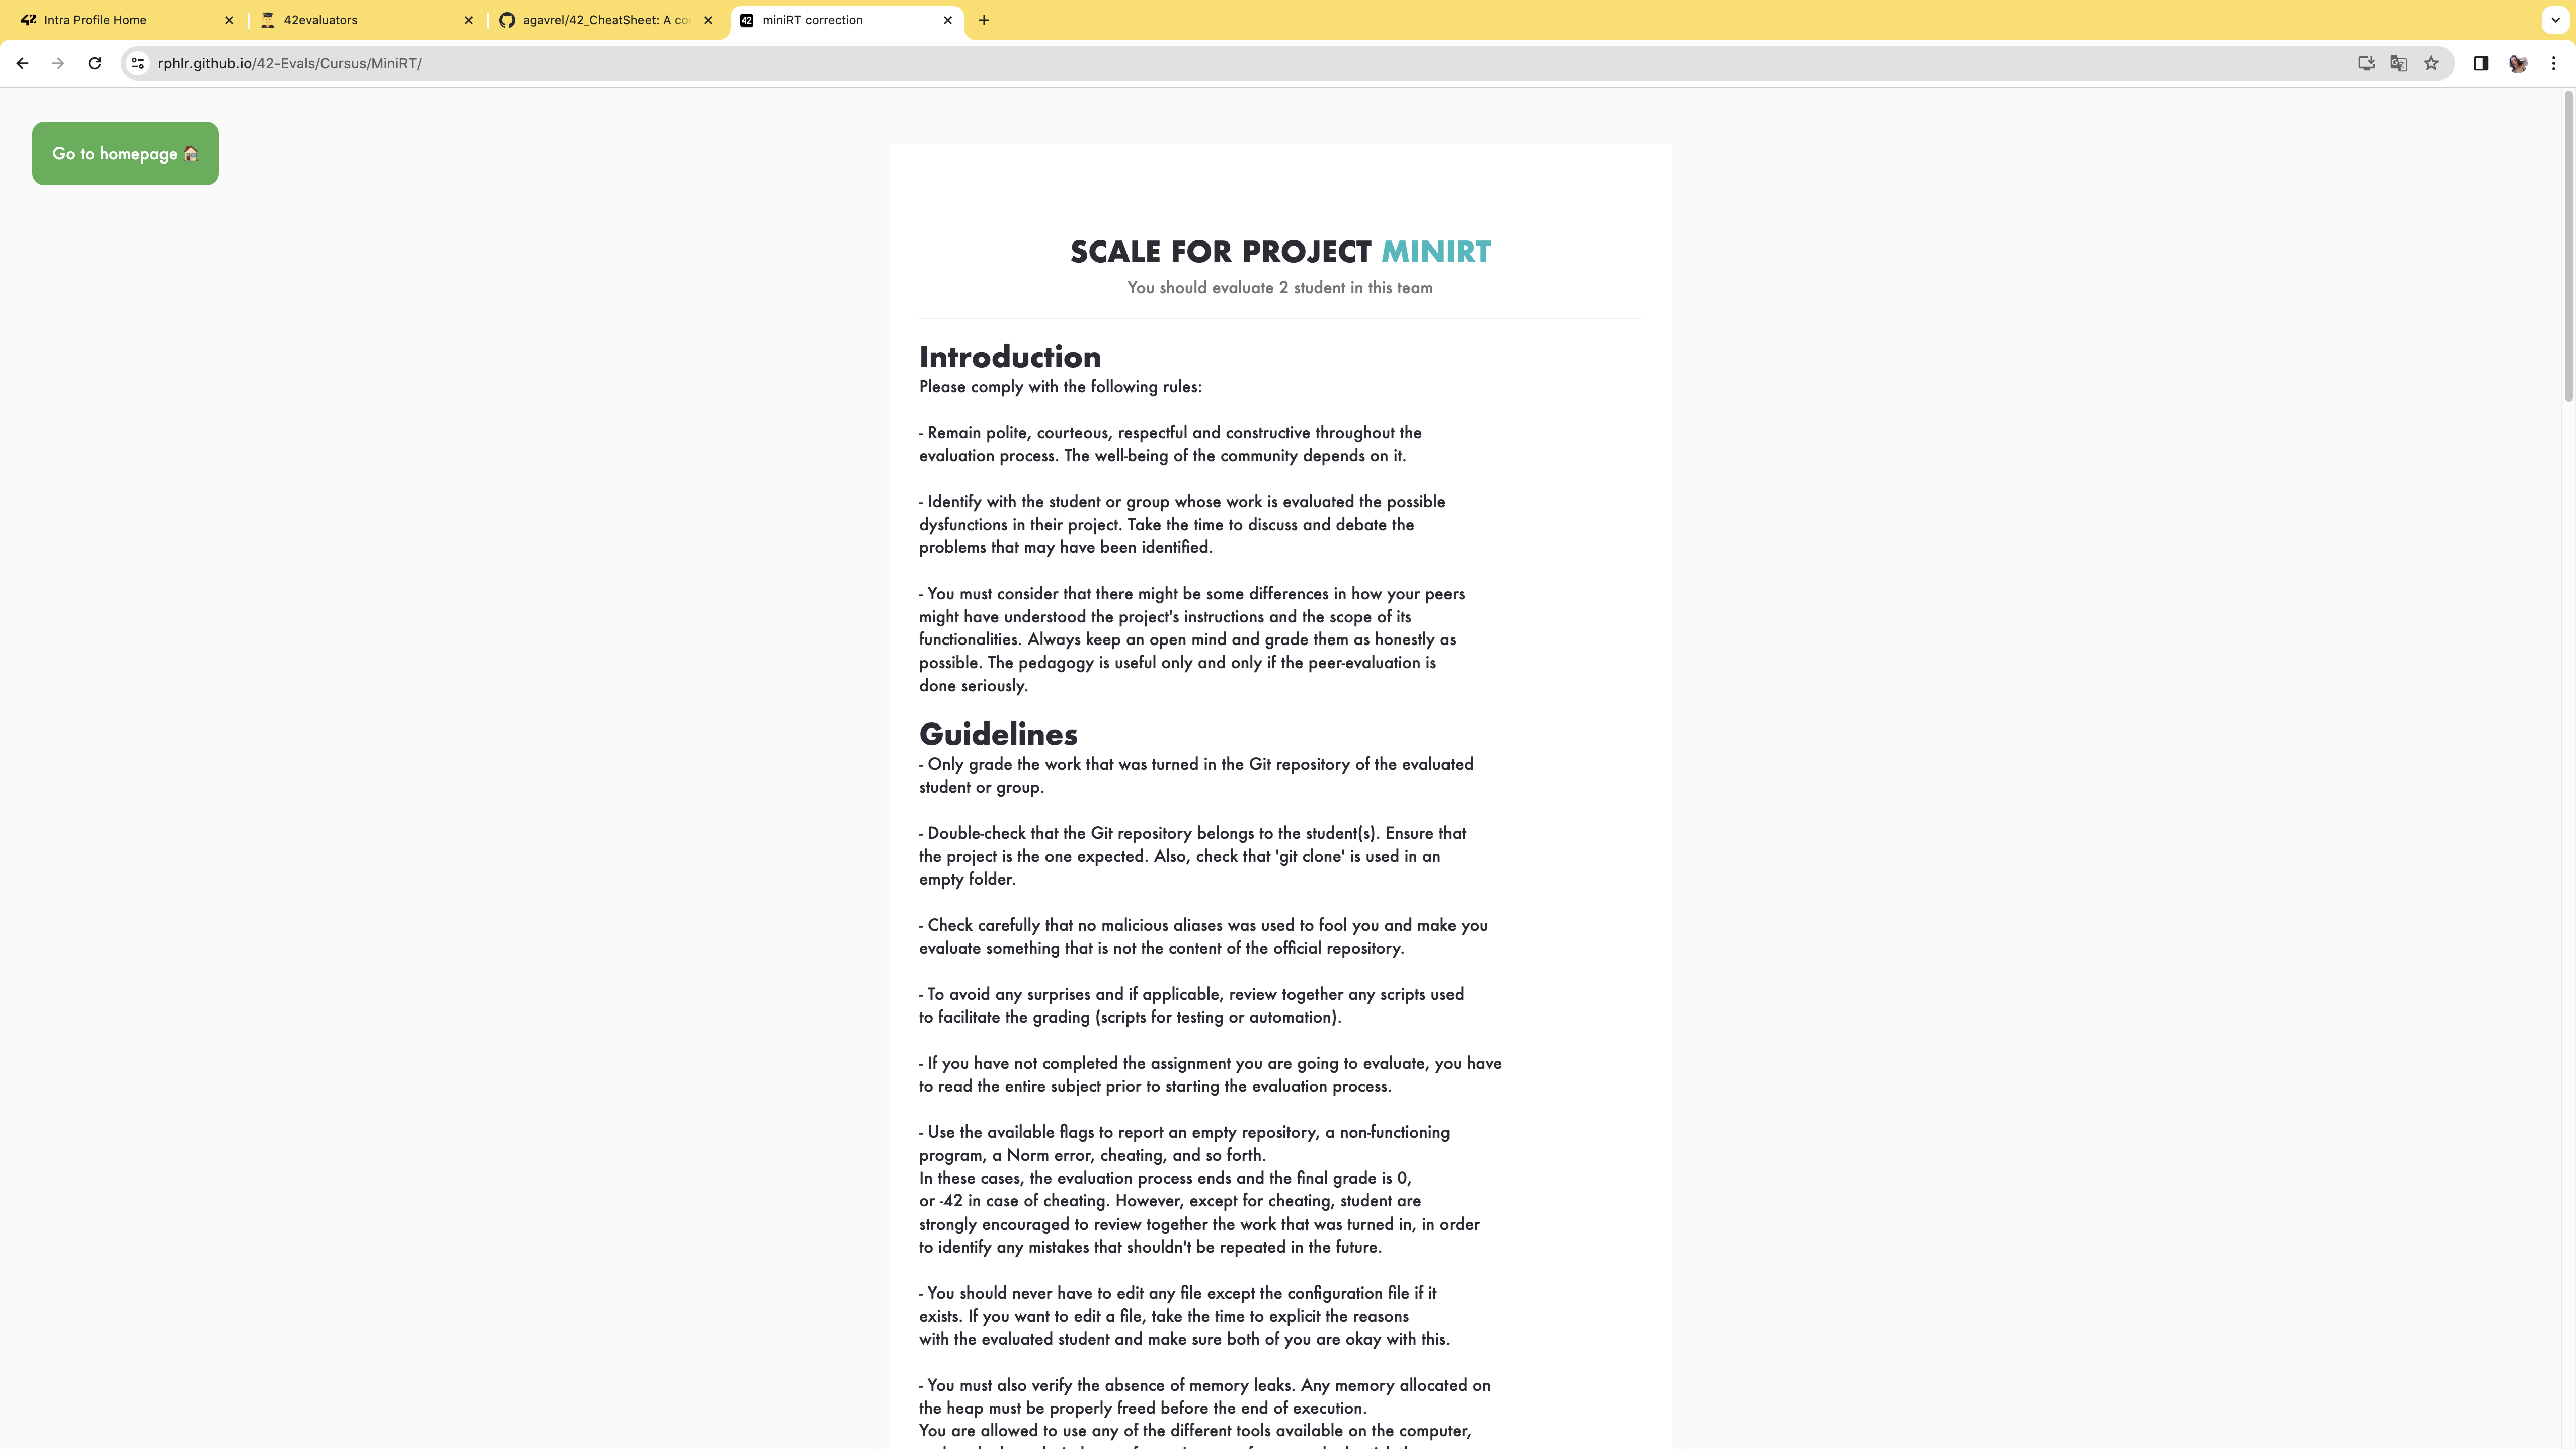 Intra Profile Home
42evaluators
agavrel/42_CheatSheet: A co
miniRT correction
rphlr.github.io/42-Evals/Cursus/MiniRT/
Go to homepage 🏠
SCALE FOR PROJECT MINIRT
You should evaluate 2 student in this team
Introduction
Please comply with the following rules:
- Remain polite, courteous, respectful and constructive throughout the
evaluation process. The well-being of the community depends on it.
- Identify with the student or group whose work is evaluated the possible
dysfunctions in their project. Take the time to discuss and debate the
problems that may have been identified.
- You must consider that there might be some differences in how your peers
might have understood the project's instructions and the scope of its
functionalities. Always keep an open mind and grade them as honestly as
possible. The pedagogy is useful only and only if the peer-evaluation is
done seriously.
Guidelines
- Only grade the work that was turned in the Git repository of the evaluated
student or group.
- Double-check that the Git repository belongs to the student(s). Ensure that
the project is the one expected. Also, check that 'git clone' is used in an
empty folder.
- Check carefully that no malicious aliases was used to fool you and make you
evaluate something that is not the content of the official repository.
- To avoid any surprises and if applicable, review together any scripts used
to facilitate the grading (scripts for testing or automation).
- If you have not completed the assignment you are going to evaluate, you have
to read the entire subject prior to starting the evaluation process.
- Use the available flags to report an empty repository, a non-functioning
program, a Norm error, cheating, and so forth.
In these cases, the evaluation process ends and the final grade is 0,
or -42 in case of cheating. However, except for cheating, student are
strongly encouraged to review together the work that was turned in, in order
to identify any mistakes that shouldn't be repeated in the future.
- You should never have to edit any file except the configuration file if it
exists. If you want to edit a file, take the time to explicit the reasons
with the evaluated student and make sure both of you are okay with this.
- You must also verify the absence of memory leaks. Any memory allocated on
the heap must be properly freed before the end of execution.
You are allowed to use any of the different tools available on the computer,